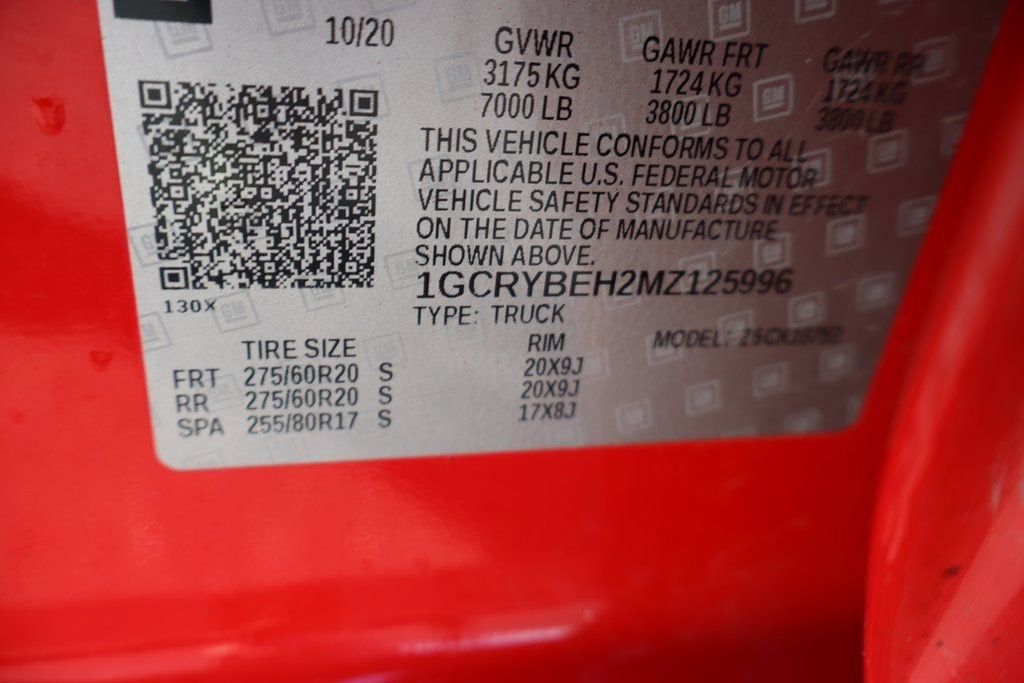 10/20
GVWR GAWR FRT GAWR RR
3175 KG 1724 KG 1724 KG
7000 LB 3800 LB 3800 LB
THIS VEHICLE CONFORMS TO ALL
APPLICABLE U.S. FEDERAL MOTOR
VEHICLE SAFETY STANDARDS IN EFFECT
ON THE DATE OF MANUFACTURE
SHOWN ABOVE.
1GCRYBEH2MZ125996
130X
TYPE: TRUCK
TIRE SIZE RIM MODEL:
FRT 275/60R20 S 20X9J
RR 275/60R20 S 20X9J
SPA 255/80R17 S 17X8J